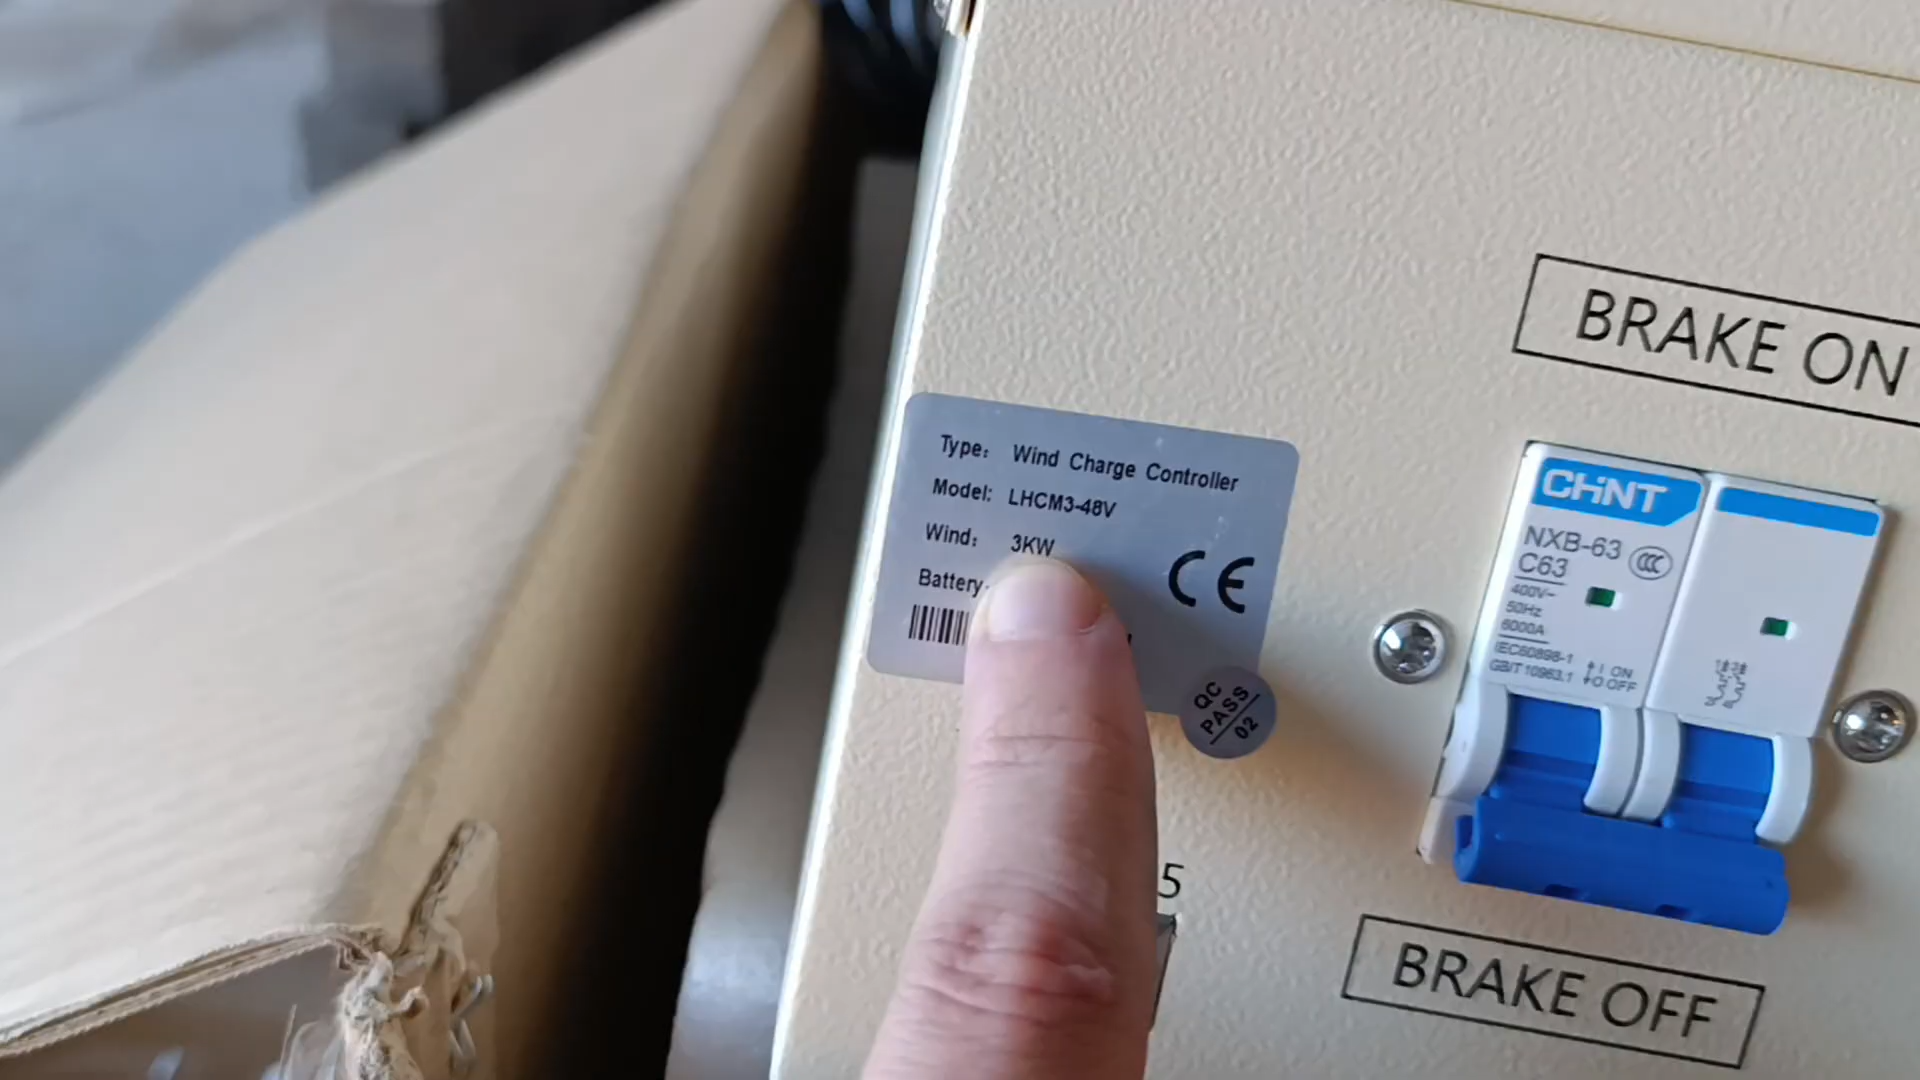 BRAKE ON
Type: Wind Charge Controller
Model: LHCM3-48V
Wind: 3KW
Battery
CE
QC
PASS
02
CHNT
NXB-63
C63
CCC
400V~
50Hz
6000A
IEC60898-1
GB/T 10963.1
I ON
O OFF
5
BRAKE OFF